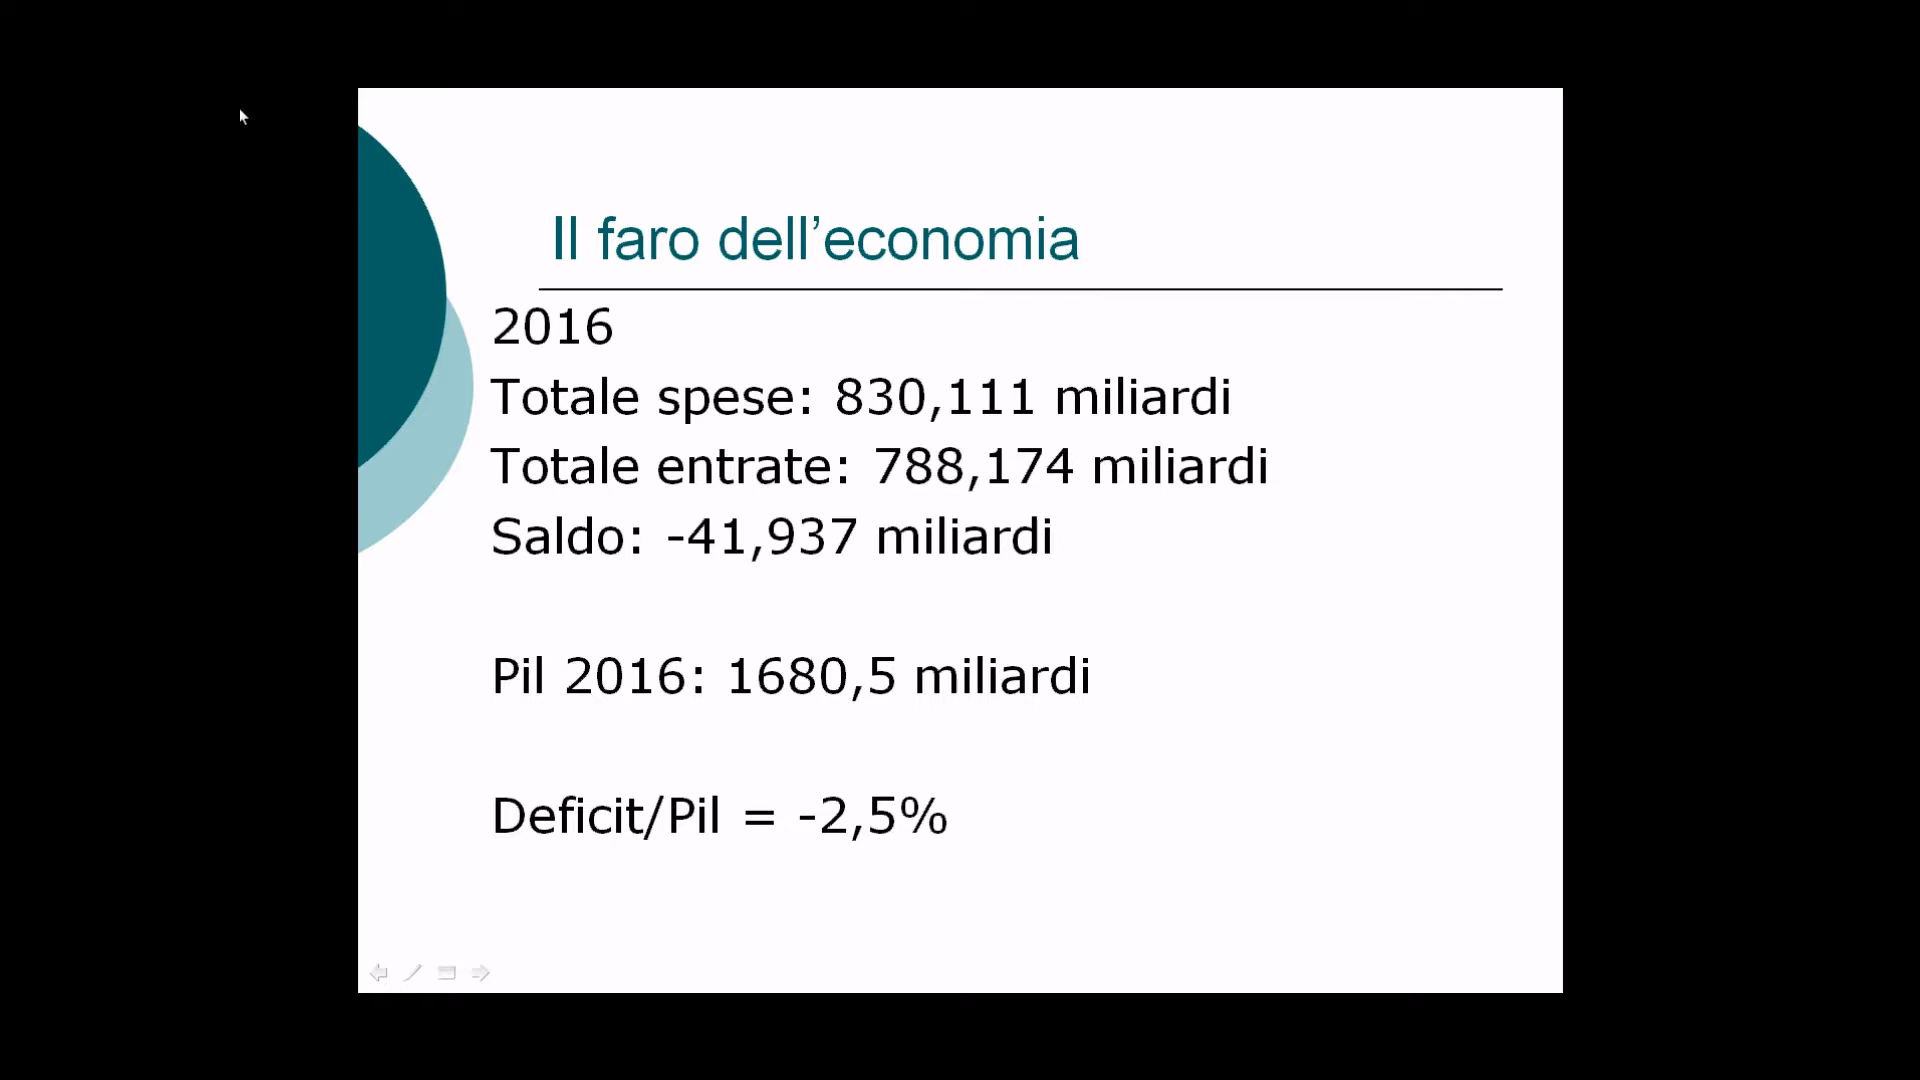 Il faro dell’economia
2016
Totale spese: 830,111 miliardi
Totale entrate: 788,174 miliardi
Saldo: -41,937 miliardi
Pil 2016: 1680,5 miliardi
Deficit/Pil = -2,5%